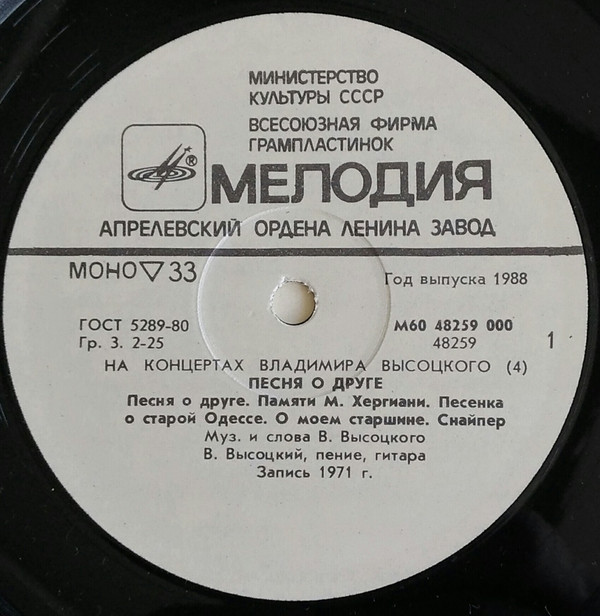 МИНИСТЕРСТВО
КУЛЬТУРЫ СССР
ВСЕСОЮЗНАЯ ФИРМА
ГРАМПЛАСТИНОК
®
МЕЛОДИЯ
АПРЕЛЕВСКИЙ ОРДЕНА ЛЕНИНА ЗАВОД
МОНО ▽ 33
Год выпуска 1988
ГОСТ 5289-80
М60 48259 000
Гр. 3. 2-25
48259
1
НА КОНЦЕРТАХ ВЛАДИМИРА ВЫСОЦКОГО (4)
ПЕСНЯ О ДРУГЕ
Песня о друге. Памяти М. Хергиани. Песенка
о старой Одессе. О моем старшине. Снайпер
Муз. и слова В. Высоцкого
В. Высоцкий, пение, гитара
Запись 1971 г.